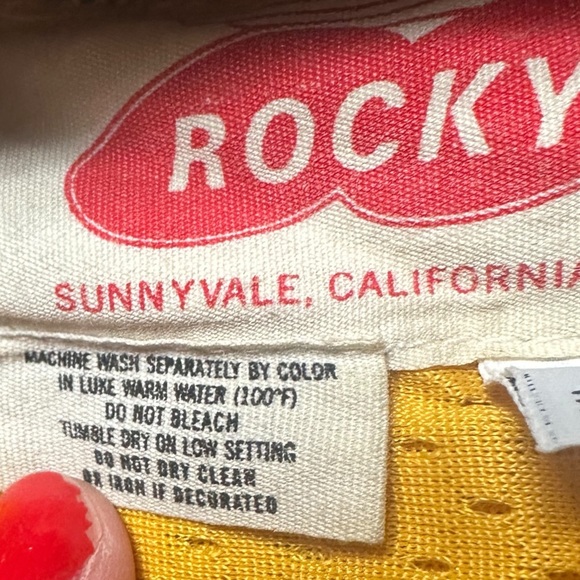 ROCKY
SUNNYVALE, CALIFORNIA
MACHINE WASH SEPARATELY BY COLOR
IN LUKE WARM WATER (100°F)
DO NOT BLEACH
TUMBLE DRY ON LOW SETTING
DO NOT DRY CLEAN
OR IRON IF DECORATED